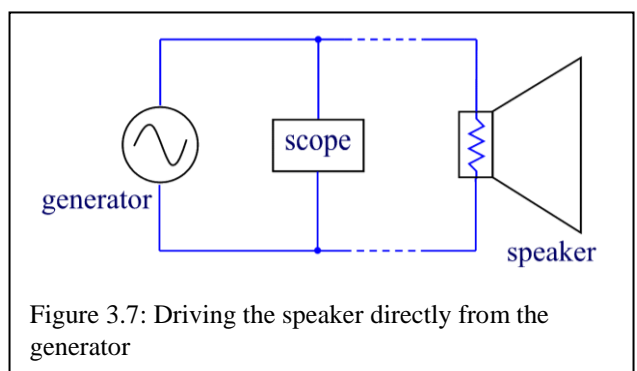 scope
generator
speaker
Figure 3.7: Driving the speaker directly from the
generator